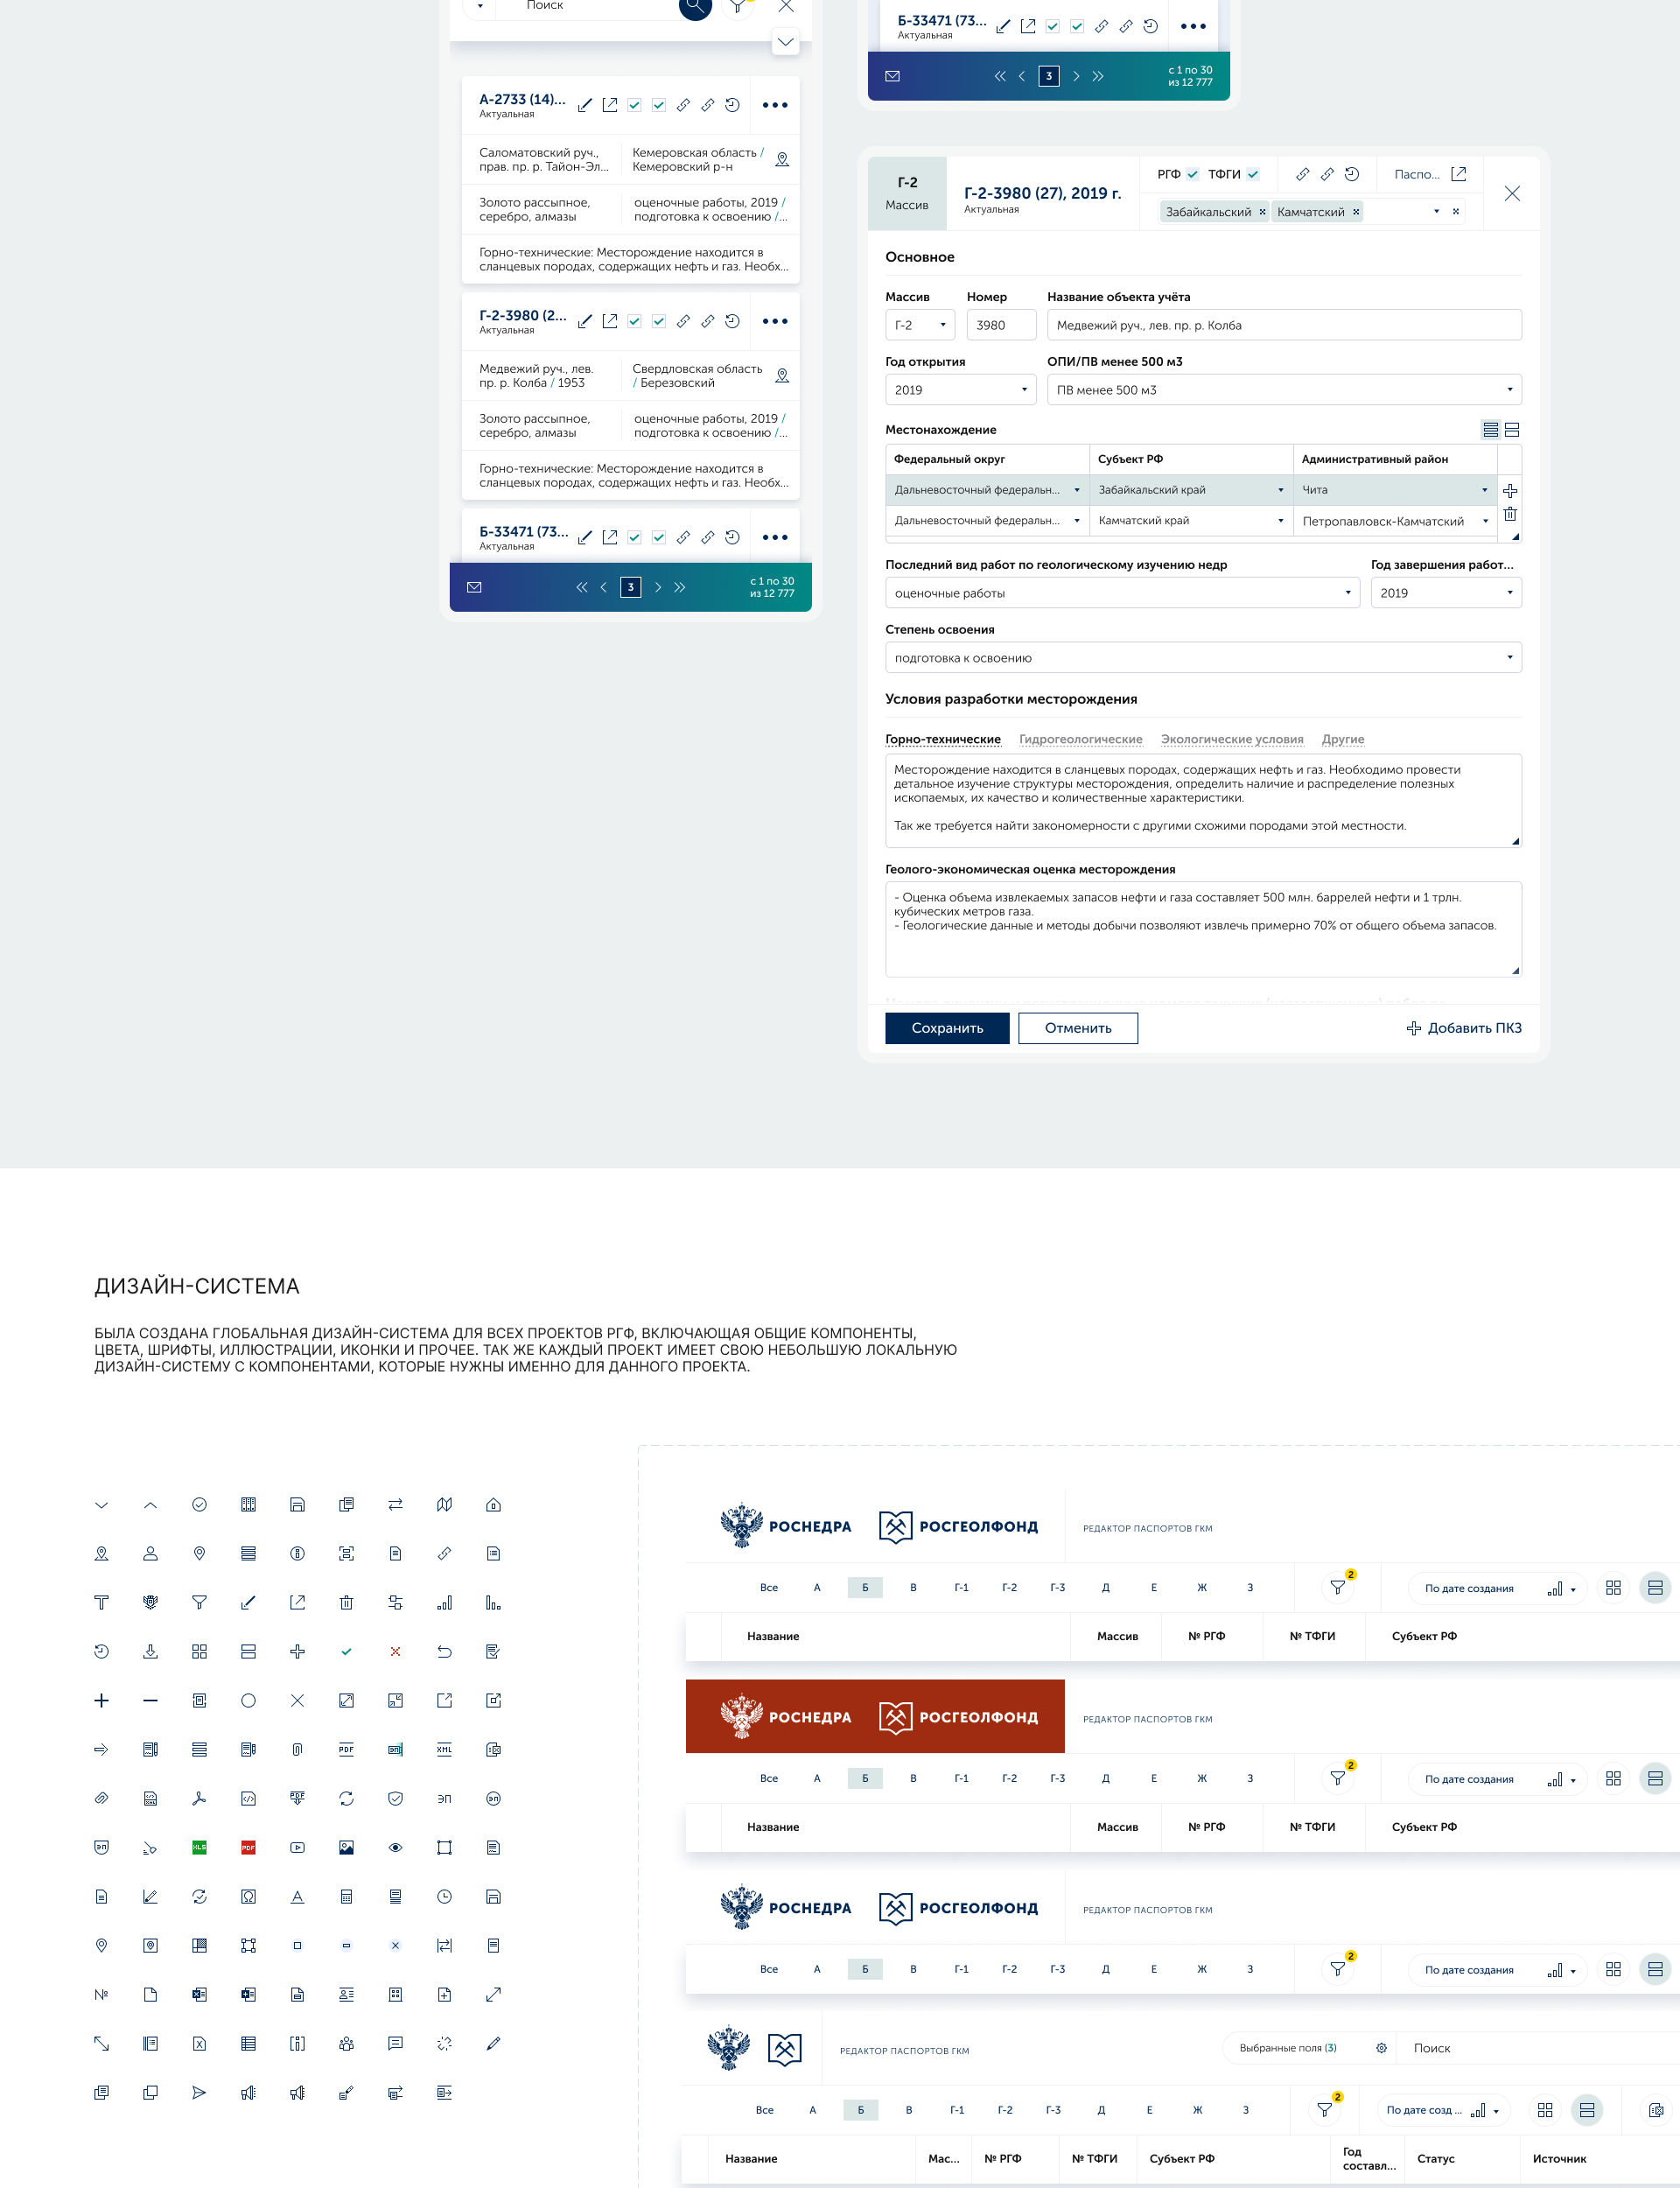 Поиск
А-2733 (14)...
Актуальная
Саломатовский руч.,
прав. пр. р. Тайон-Эл...
Кемеровская область /
Кемеровский р-н
Золото рассыпное,
серебро, алмазы
оценочные работы, 2019 /
подготовка к освоению /...
Горно-технические: Месторождение находится в
сланцевых породах, содержащих нефть и газ. Необх...
Г-2-3980 (2...
Актуальная
Медвежий руч., лев.
пр. р. Колба / 1953
Свердловская область
/ Березовский
Золото рассыпное,
серебро, алмазы
оценочные работы, 2019 /
подготовка к освоению /...
Горно-технические: Месторождение находится в
сланцевых породах, содержащих нефть и газ. Необх...
Б-33471 (73...
Актуальная
3
с 1 по 30
из 12 777
Б-33471 (73...
Актуальная
3
с 1 по 30
из 12 777
Г-2
Массив
Г-2-3980 (27), 2019 г.
Актуальная
РГФ ТФГИ
Паспо...
Забайкальский Камчатский
Основное
Массив Номер Название объекта учёта
Г-2 3980 Медвежий руч., лев. пр. р. Колба
Год открытия ОПИ/ПВ менее 500 м3
2019 ПВ менее 500 м3
Местонахождение
Федеральный округ Субъект РФ Административный район
Дальневосточный федеральн... Забайкальский край Чита
Дальневосточный федеральн... Камчатский край Петропавловск-Камчатский
Последний вид работ по геологическому изучению недр Год завершения работ...
оценочные работы 2019
Степень освоения
подготовка к освоению
Условия разработки месторождения
Горно-технические Гидрогеологические Экологические условия Другие
Месторождение находится в сланцевых породах, содержащих нефть и газ. Необходимо провести
детальное изучение структуры месторождения, определить наличие и распределение полезных
ископаемых, их качество и количественные характеристики.
Так же требуется найти закономерности с другими схожими породами этой местности.
Геолого-экономическая оценка месторождения
- Оценка объема извлекаемых запасов нефти и газа составляет 500 млн. баррелей нефти и 1 трлн.
кубических метров газа.
- Геологические данные и методы добычи позволяют извлечь примерно 70% от общего объема запасов.
Сохранить Отменить Добавить ПКЗ
ДИЗАЙН-СИСТЕМА
БЫЛА СОЗДАНА ГЛОБАЛЬНАЯ ДИЗАЙН-СИСТЕМА ДЛЯ ВСЕХ ПРОЕКТОВ РГФ, ВКЛЮЧАЮЩАЯ ОБЩИЕ КОМПОНЕНТЫ,
ЦВЕТА, ШРИФТЫ, ИЛЛЮСТРАЦИИ, ИКОНКИ И ПРОЧЕЕ. ТАК ЖЕ КАЖДЫЙ ПРОЕКТ ИМЕЕТ СВОЮ НЕБОЛЬШУЮ ЛОКАЛЬНУЮ
ДИЗАЙН-СИСТЕМУ С КОМПОНЕНТАМИ, КОТОРЫЕ НУЖНЫ ИМЕННО ДЛЯ ДАННОГО ПРОЕКТА.
PDF
XML
PDF
ЭП
ЭП
ЭП
XLS
PDF
№
РОСНЕДРА РОСГЕОЛФОНД РЕДАКТОР ПАСПОРТОВ ГКМ
Все А Б В Г-1 Г-2 Г-3 Д Е Ж З 2 По дате создания
Название Массив № РГФ № ТФГИ Субъект РФ
РОСНЕДРА РОСГЕОЛФОНД РЕДАКТОР ПАСПОРТОВ ГКМ
Все А Б В Г-1 Г-2 Г-3 Д Е Ж З 2 По дате создания
Название Массив № РГФ № ТФГИ Субъект РФ
РОСНЕДРА РОСГЕОЛФОНД РЕДАКТОР ПАСПОРТОВ ГКМ
Все А Б В Г-1 Г-2 Г-3 Д Е Ж З 2 По дате создания
РЕДАКТОР ПАСПОРТОВ ГКМ Выбранные поля (3) Поиск
Все А Б В Г-1 Г-2 Г-3 Д Е Ж З 2 По дате созд ...
Название Мас... № РГФ № ТФГИ Субъект РФ Год
составл... Статус Источник